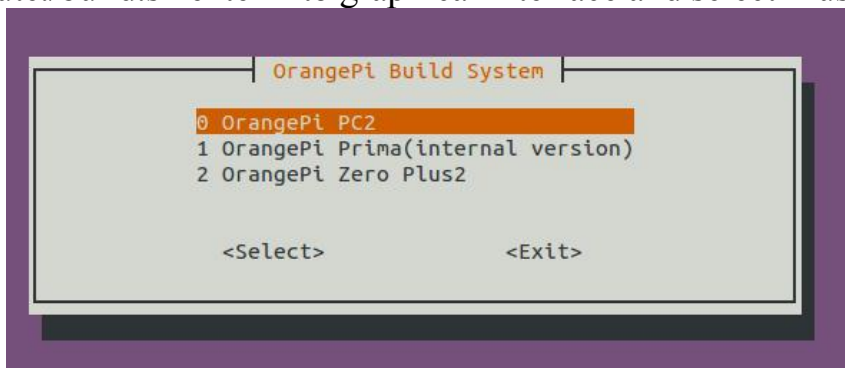 OrangePi Build System
0 OrangePi PC2
1 OrangePi Prima(internal version)
2 OrangePi Zero Plus2
<Select> <Exit>